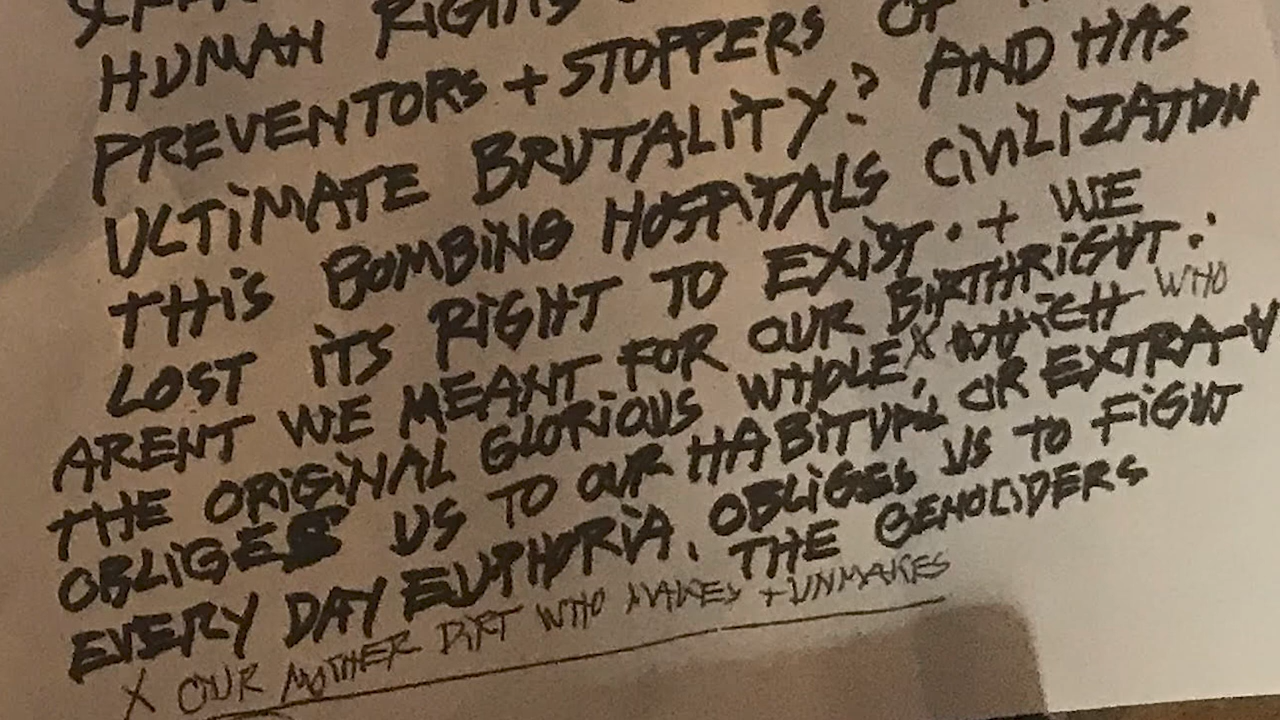 HUMAN RIGHTS
PREVENTORS + STOPPERS OF
ULTIMATE BRUTALITY? AND HAS
THIS BOMBING HOSPITALS CIVILIZATION
LOST ITS RIGHT TO EXIST. + WE
ARENT WE MEANT FOR OUR BIRTHRIGHT.
THE ORIGINAL GLORIOUS WHOLE, X WHICH WHO
OBLIGES US TO OUR HABITUAL OR EXTRA-
EVERY DAY EUPHORIA. OBLIGES US TO FIGHT
THE GENOCIDERS
X OUR MOTHER DIRT WHO MAKES + UNMAKES